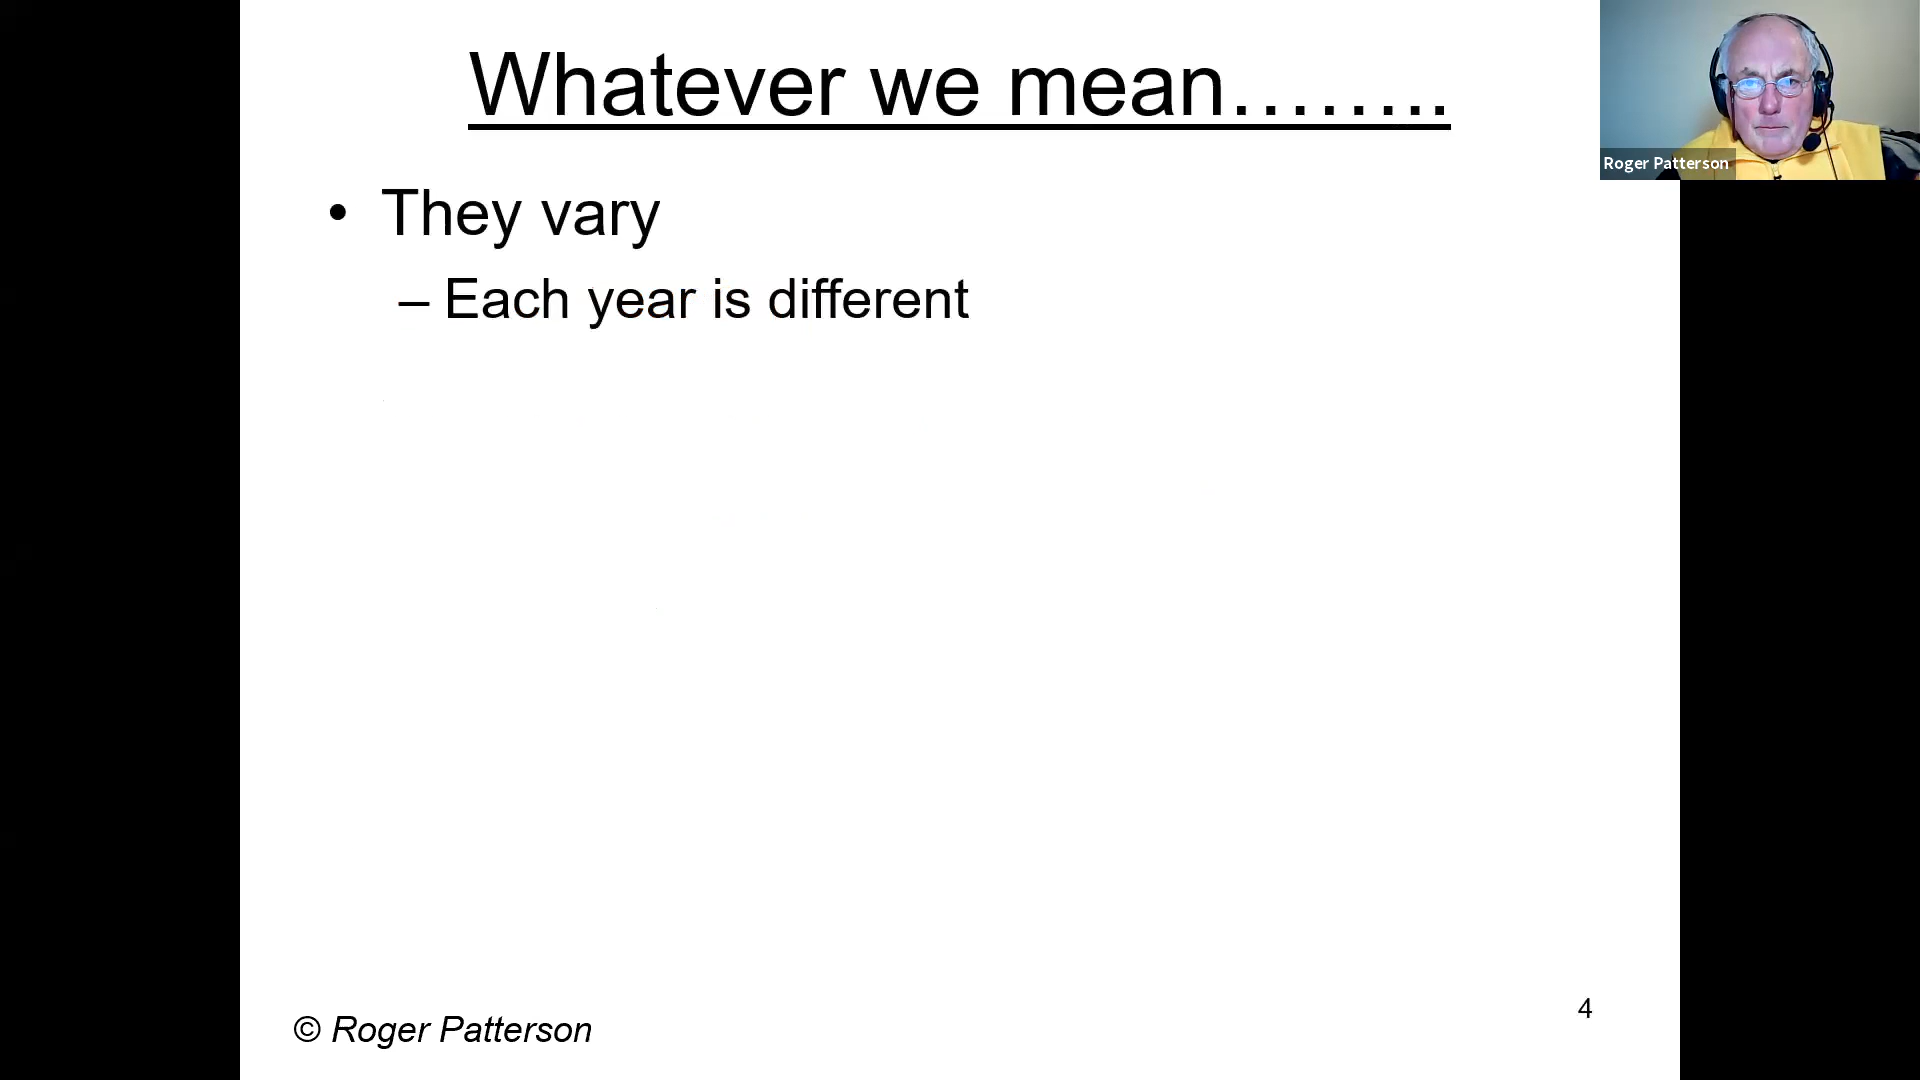 Whatever we mean……..
• They vary
– Each year is different
Roger Patterson
© Roger Patterson
4